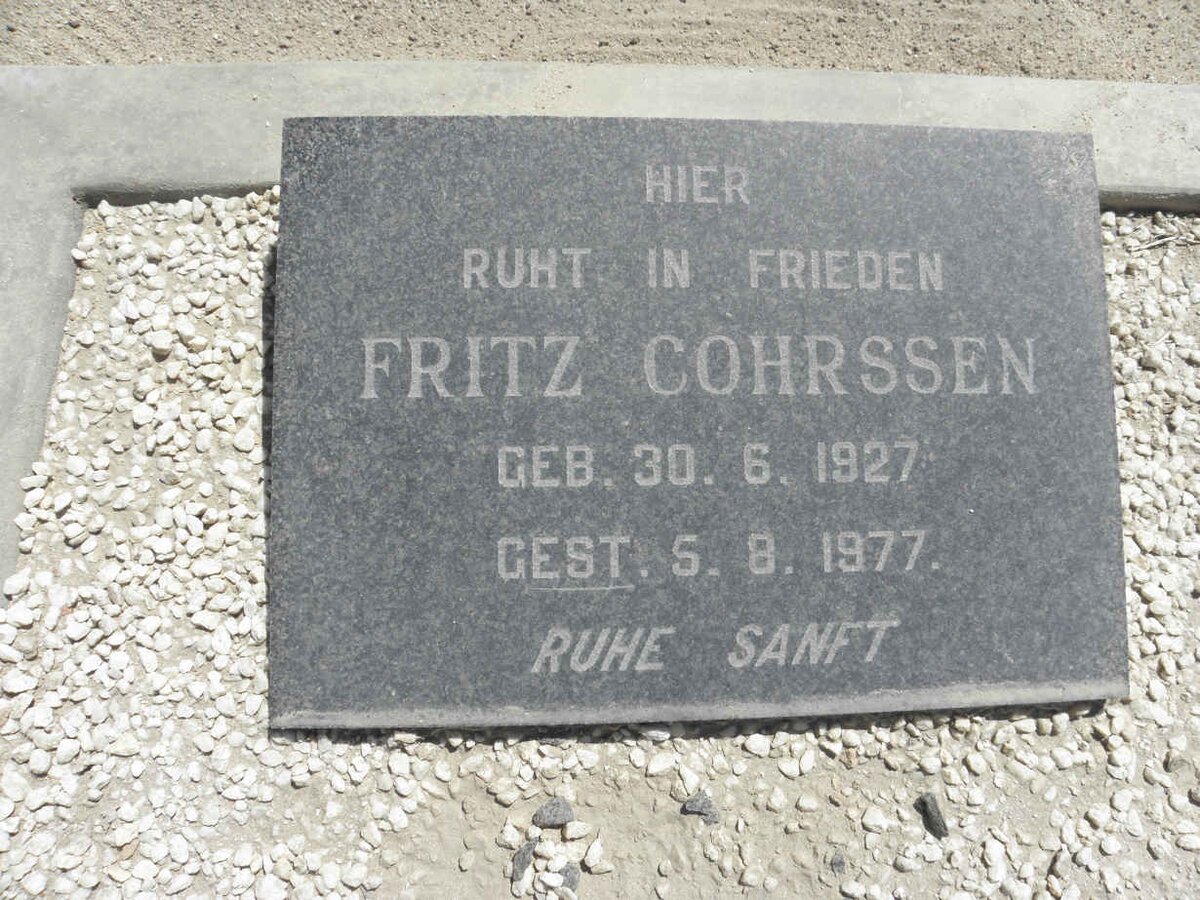 HIER
RUHT IN FRIEDEN
FRITZ COHRSSEN
GEB. 30. 6. 1927
GEST. 5. 8. 1977.
RUHE SANFT